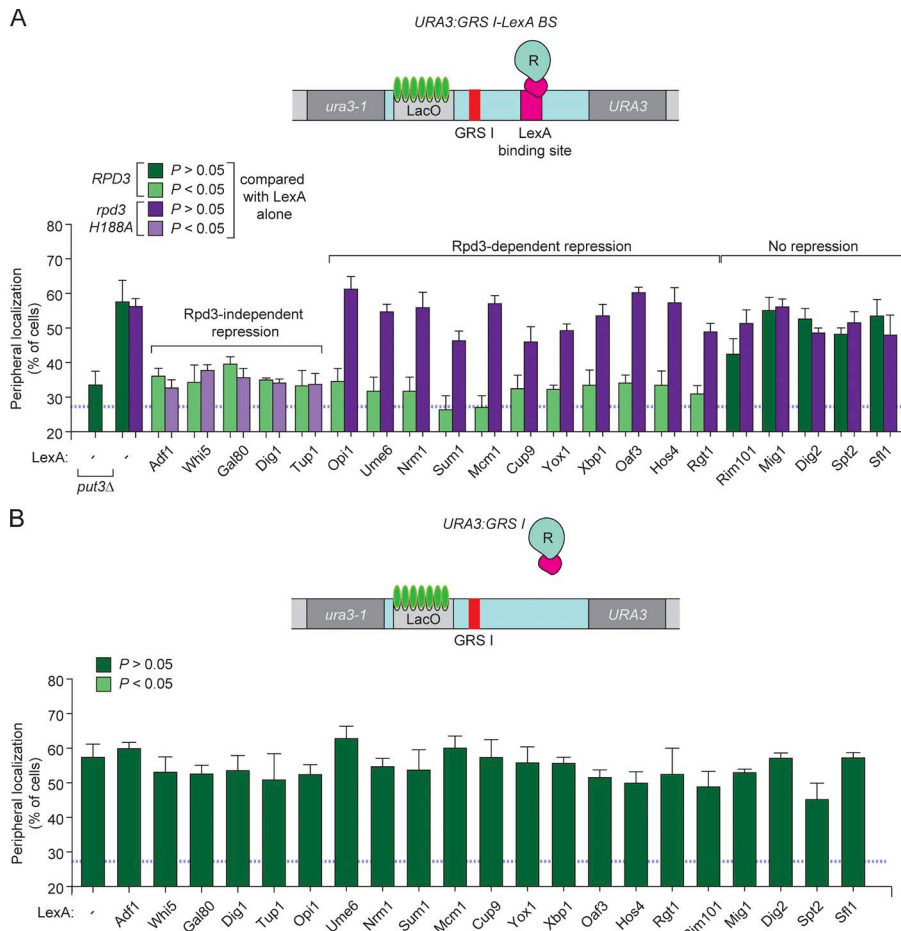 A
URA3:GRS I-LexA BS
R
ura3-1
LacO
URA3
GRS I
LexA
binding site
RPD3
P > 0.05
P < 0.05
rpd3
H188A
P > 0.05
P < 0.05
compared
with LexA
alone
Peripheral localization
(% of cells)
80
70
60
50
40
30
20
Rpd3-independent
repression
Rpd3-dependent repression
No repression
LexA: - - Adf1 Whi5 Gal80 Dig1 Tup1 Opi1 Ume6 Nrm1 Sum1 Mcm1 Cup9 Yox1 Xbp1 Oaf3 Hos4 Rgt1 Rim101 Mig1 Dig2 Spt2 Sfl1
put3Δ
B
URA3:GRS I
R
ura3-1
LacO
URA3
GRS I
P > 0.05
P < 0.05
Peripheral localization
(% of cells)
80
70
60
50
40
30
20
LexA: - Adf1 Whi5 Gal80 Dig1 Tup1 Opi1 Ume6 Nrm1 Sum1 Mcm1 Cup9 Yox1 Xbp1 Oaf3 Hos4 Rgt1 Rim101 Mig1 Dig2 Spt2 Sfl1